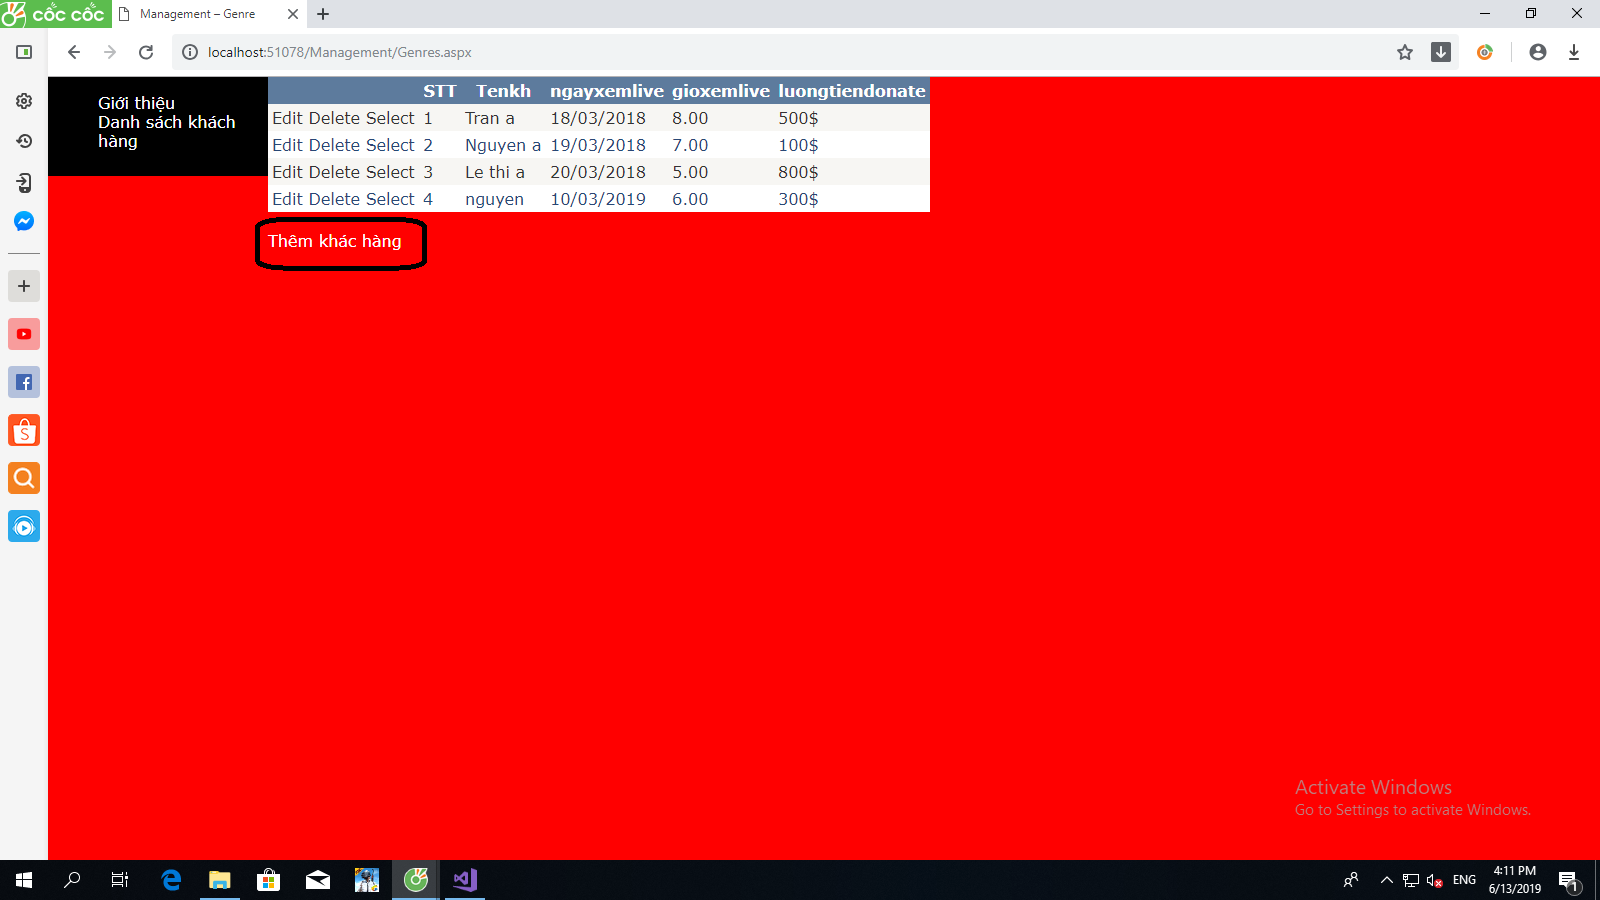 cốc cốc
Management – Genre
localhost:51078/Management/Genres.aspx
Giới thiệu
Danh sách khách
hàng
STT Tenkh ngayxemlive gioxemlive luongtiendonate
Edit Delete Select 1 Tran a 18/03/2018 8.00 500$
Edit Delete Select 2 Nguyen a 19/03/2018 7.00 100$
Edit Delete Select 3 Le thi a 20/03/2018 5.00 800$
Edit Delete Select 4 nguyen 10/03/2019 6.00 300$
Thêm khác hàng
Activate Windows
Go to Settings to activate Windows.
ENG
4:11 PM
6/13/2019
1